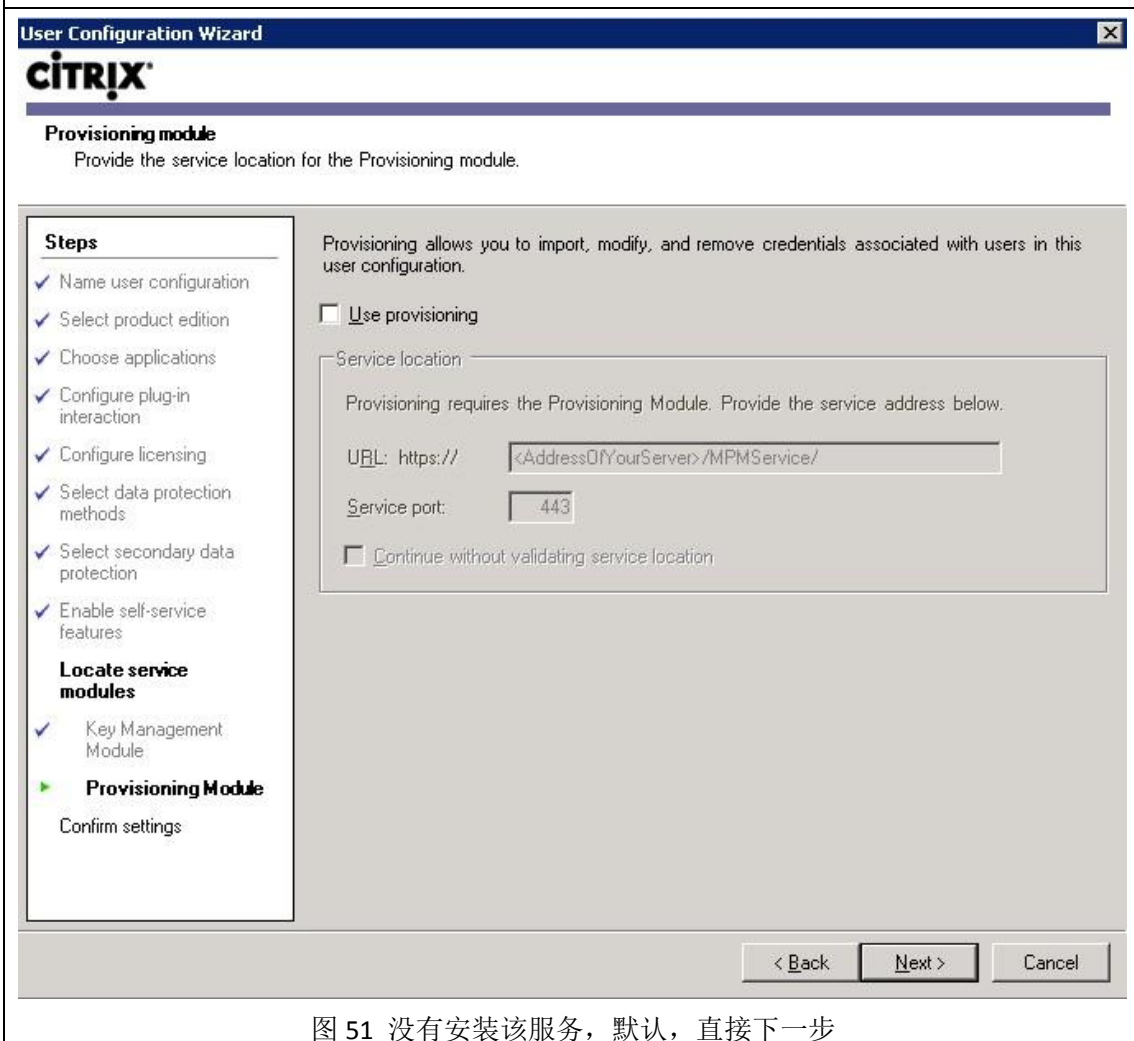 User Configuration Wizard
CİTRIX
Provisioning module
Provide the service location for the Provisioning module.
Steps
Name user configuration
Select product edition
Choose applications
Configure plug-in
interaction
Configure licensing
Select data protection
methods
Select secondary data
protection
Enable self-service
features
Locate service
modules
Key Management
Module
Provisioning Module
Confirm settings
Provisioning allows you to import, modify, and remove credentials associated with users in this
user configuration.
Use provisioning
Service location
Provisioning requires the Provisioning Module. Provide the service address below.
URL: https:// <AddressOfYourServer>/MPMService/
Service port: 443
Continue without validating service location
< Back Next > Cancel
图 51 没有安装该服务，默认，直接下一步